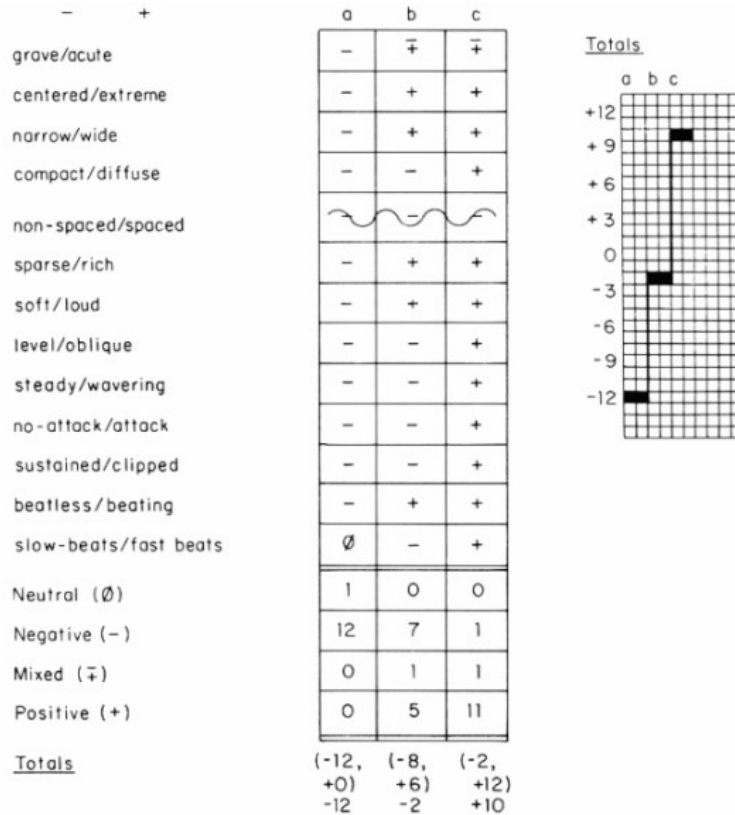 − +
a b c
grave/acute − ∓ ∓
centered/extreme − + +
narrow/wide − + +
compact/diffuse − − +
non-spaced/spaced − − −
sparse/rich − + +
soft/loud − + +
level/oblique − − +
steady/wavering − − +
no-attack/attack − − +
sustained/clipped − − +
beatless/beating − + +
slow-beats/fast beats Ø − +
Neutral (Ø) 1 0 0
Negative (−) 12 7 1
Mixed (∓) 0 1 1
Positive (+) 0 5 11
Totals (-12, (-8, (-2,
+0) +6) +12)
-12 -2 +10
Totals
a b c
+12
+9
+6
+3
0
-3
-6
-9
-12